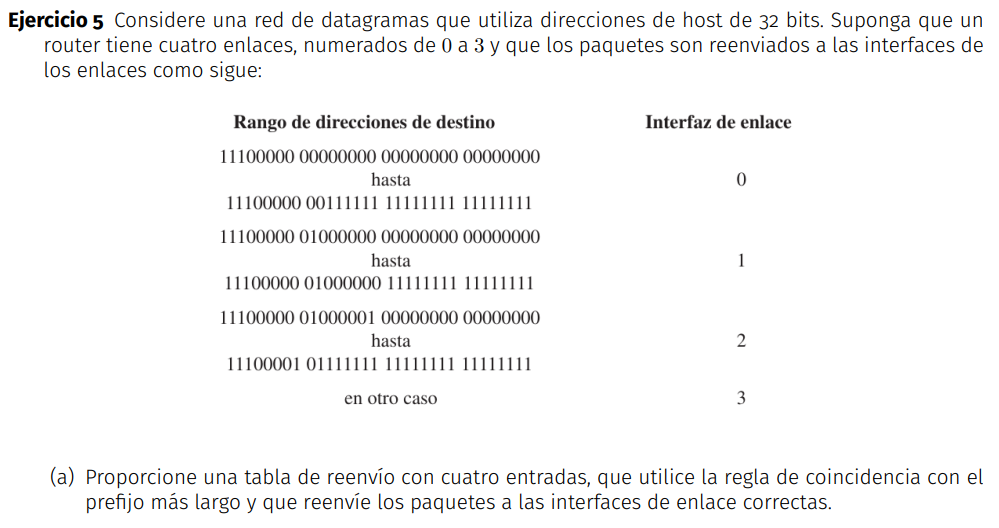 Ejercicio 5 Considere una red de datagramas que utiliza direcciones de host de 32 bits. Suponga que un
router tiene cuatro enlaces, numerados de 0 a 3 y que los paquetes son reenviados a las interfaces de
los enlaces como sigue:
Rango de direcciones de destino Interfaz de enlace
11100000 00000000 00000000 00000000
hasta 0
11100000 00111111 11111111 11111111
11100000 01000000 00000000 00000000
hasta 1
11100000 01000000 11111111 11111111
11100000 01000001 00000000 00000000
hasta 2
11100001 01111111 11111111 11111111
en otro caso 3
(a) Proporcione una tabla de reenvío con cuatro entradas, que utilice la regla de coincidencia con el
prefijo más largo y que reenvíe los paquetes a las interfaces de enlace correctas.